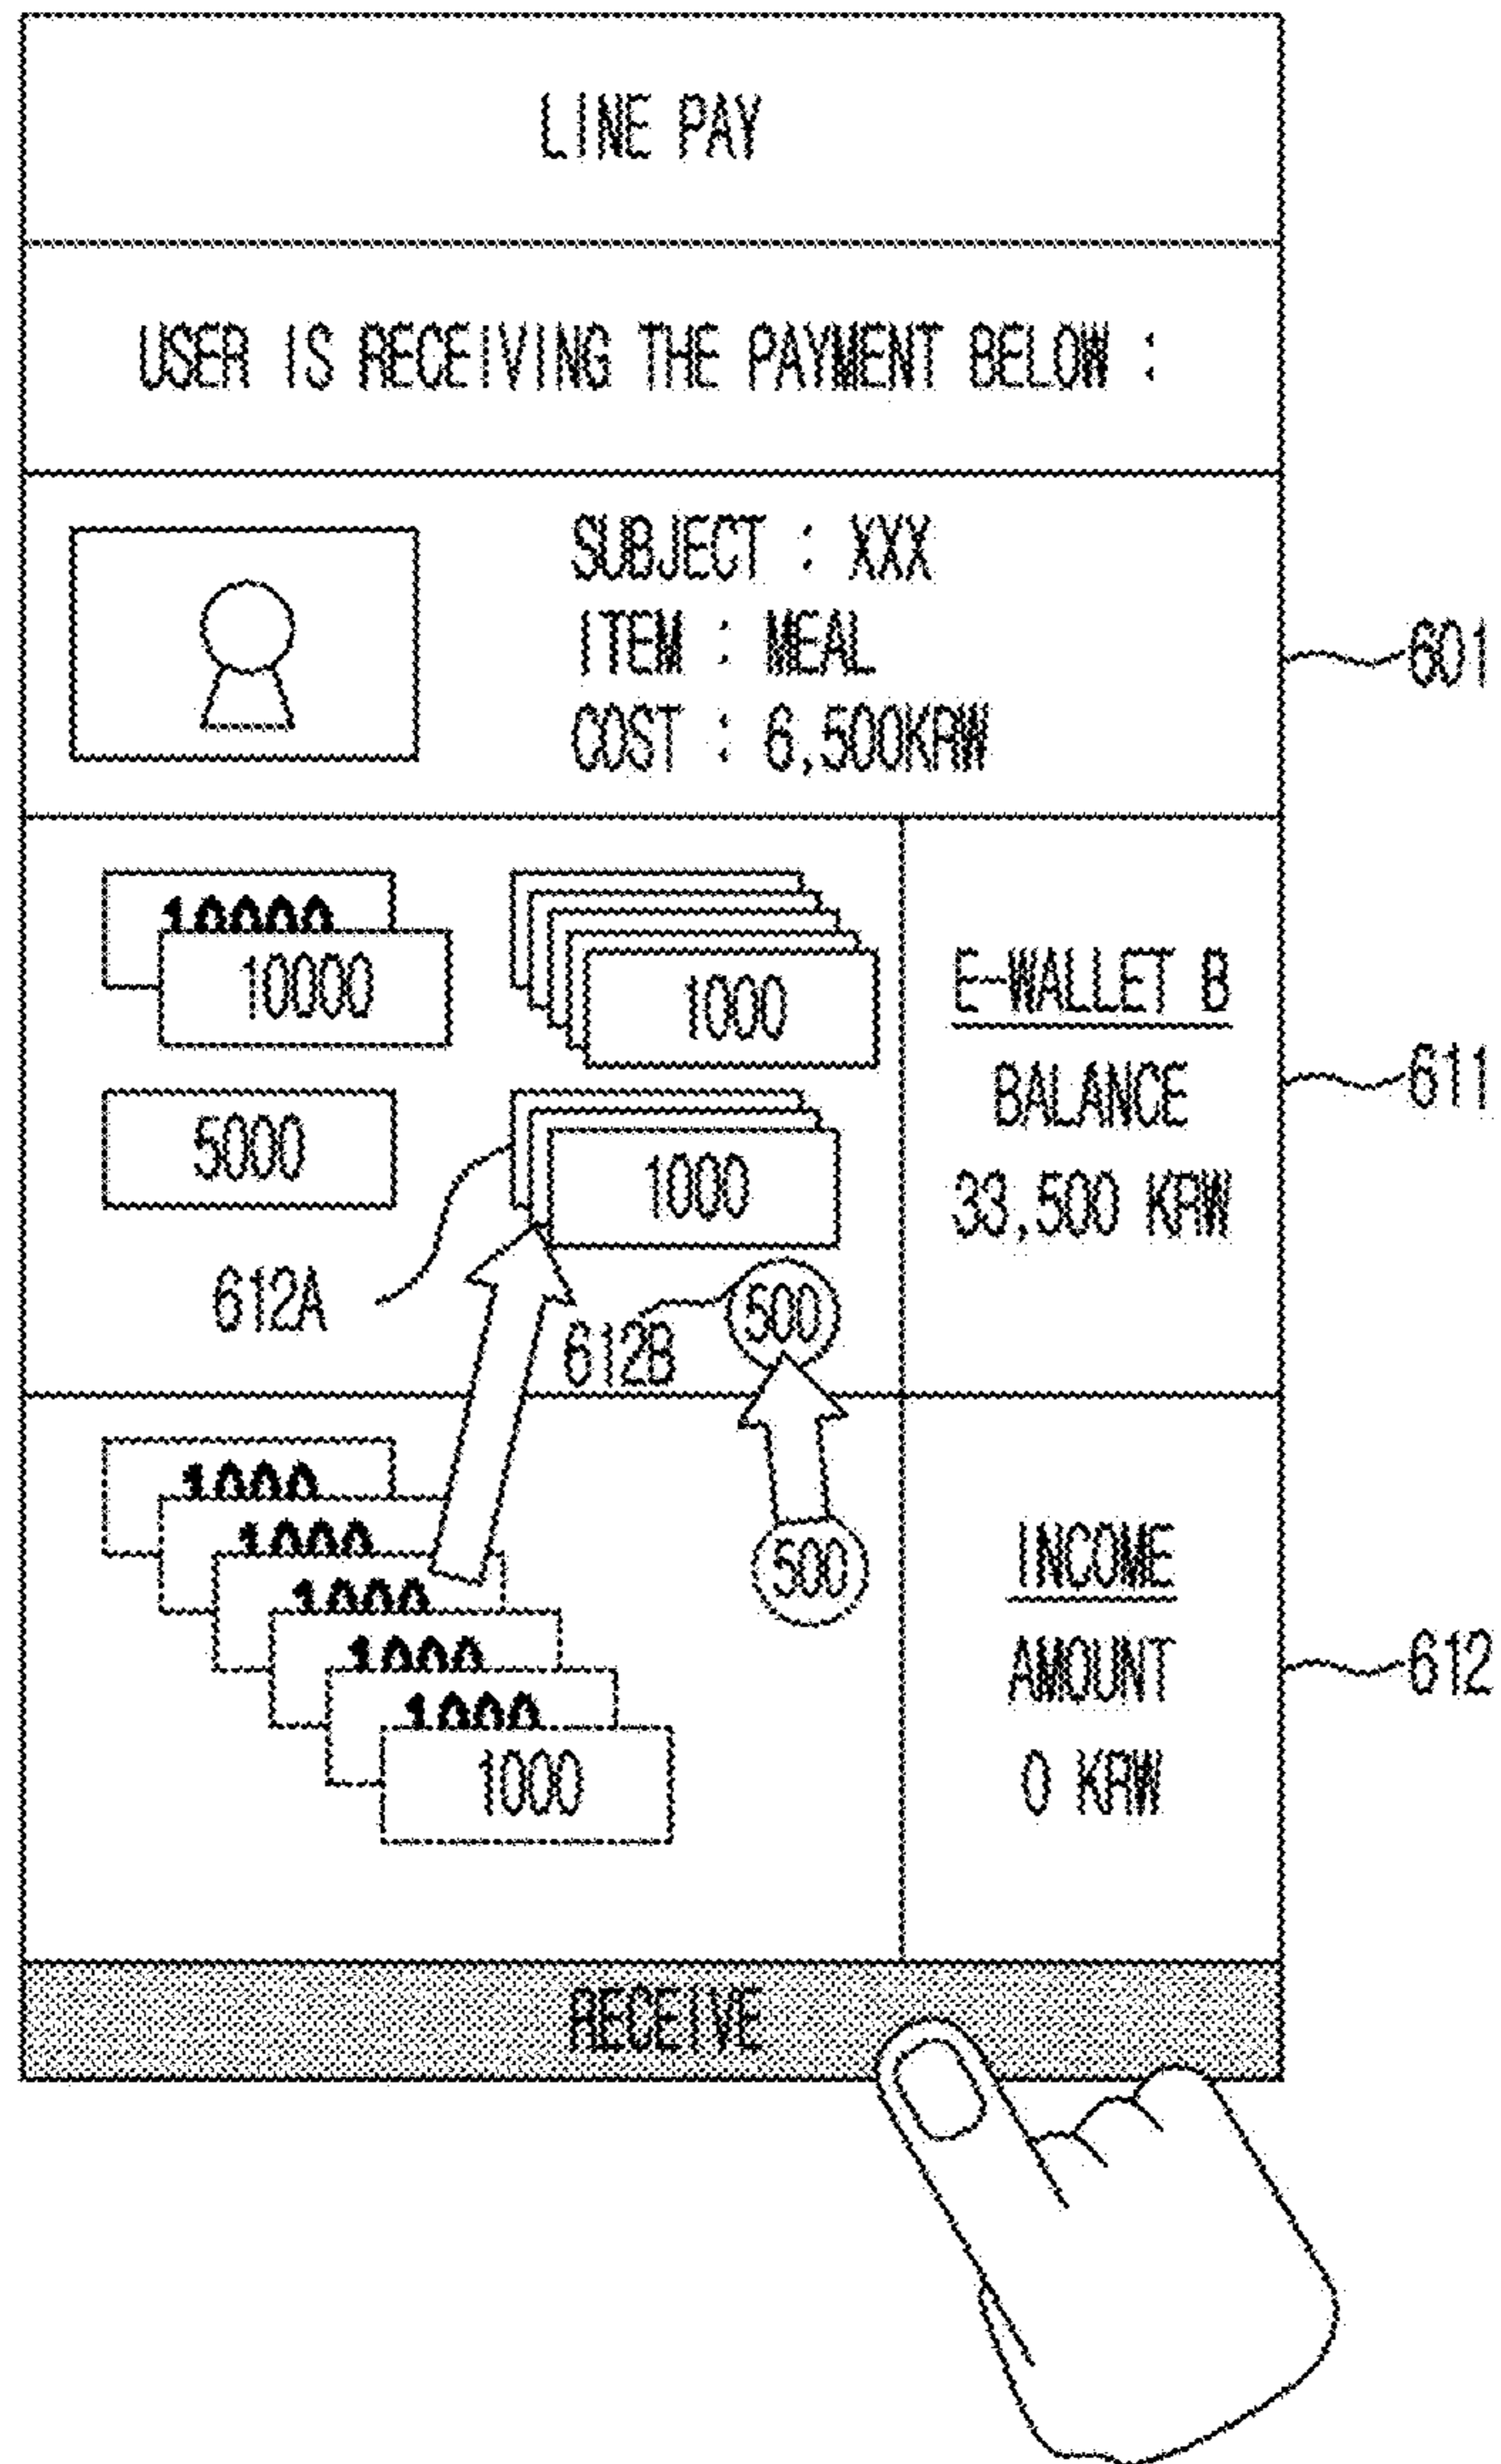 LINE PAY
USER IS RECEIVING THE PAYMENT BELOW :
SUBJECT : XXX
ITEM : MEAL
COST : 6,500KRW
601
10000
10000
1000
5000
1000
612A
612B
500
E-WALLET B
BALANCE
33,500 KRW
611
1000
1000
1000
1000
1000
1000
500
INCOME
AMOUNT
0 KRW
612
RECEIVE